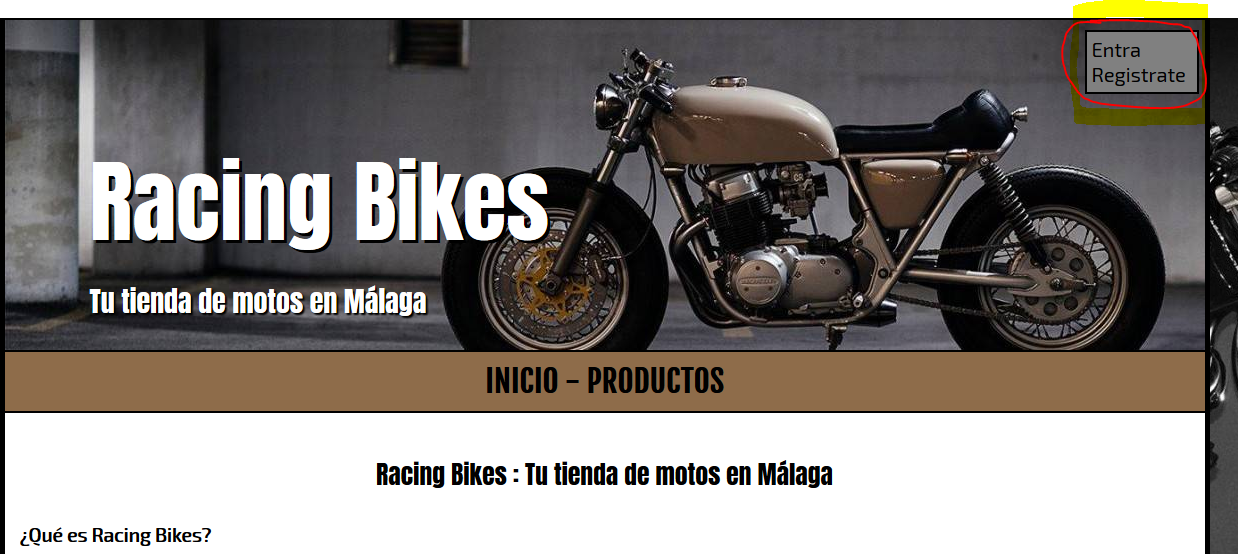 Entra
Registrate
Racing Bikes
Tu tienda de motos en Málaga
INICIO - PRODUCTOS
Racing Bikes : Tu tienda de motos en Málaga
¿Qué es Racing Bikes?